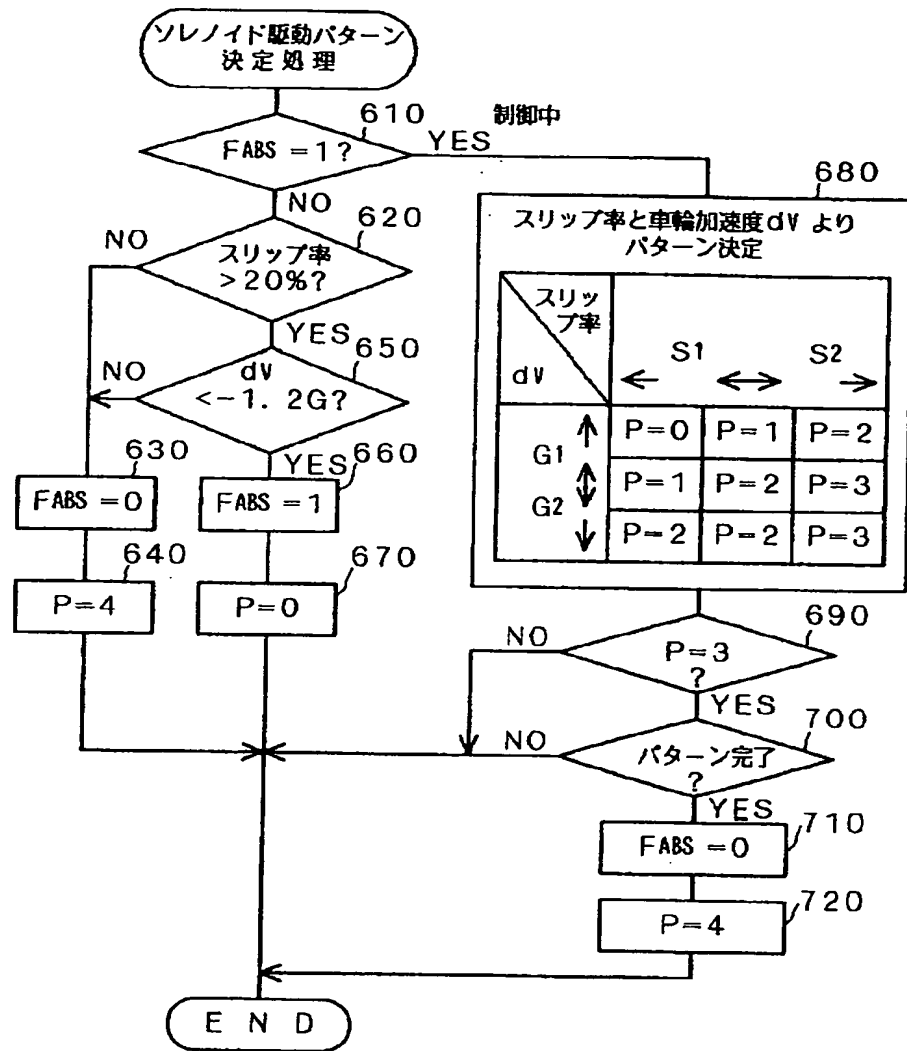 ソレノイド駆動パターン
決定処理
610
制御中
FABS=1?
YES
NO
680
620
NO
スリップ率
>20%?
YES
スリップ率と車輪加速度dVより
パターン決定
スリッ
プ率
dV
S1
S2
650
NO
dV
<-1.2G?
YES
G1
G2
P=0
P=1
P=2
P=1
P=2
P=3
P=2
P=2
P=3
630
FABS=0
660
FABS=1
640
P=4
670
P=0
690
NO
P=3
?
YES
700
NO
パターン完了
?
YES
710
FABS=0
720
P=4
END